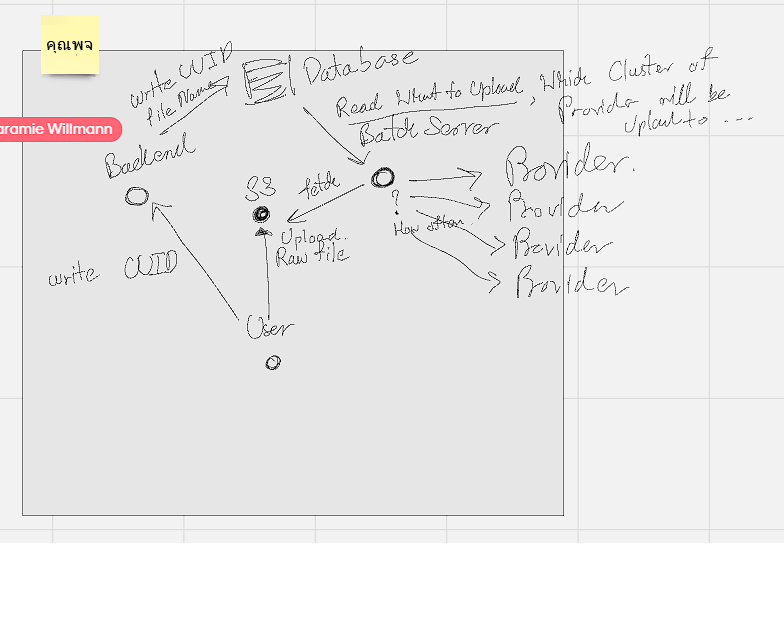 คุณพจ
aramie Willmann
write CUID
file Name
Database
Read What to Upload, Which Cluster of
Provider will be
Upload to ...
Batch Server
Backend
S3
fetch
Provider.
Provider
Provider
Provider
?
How often
Upload
Raw file
write CUID
User